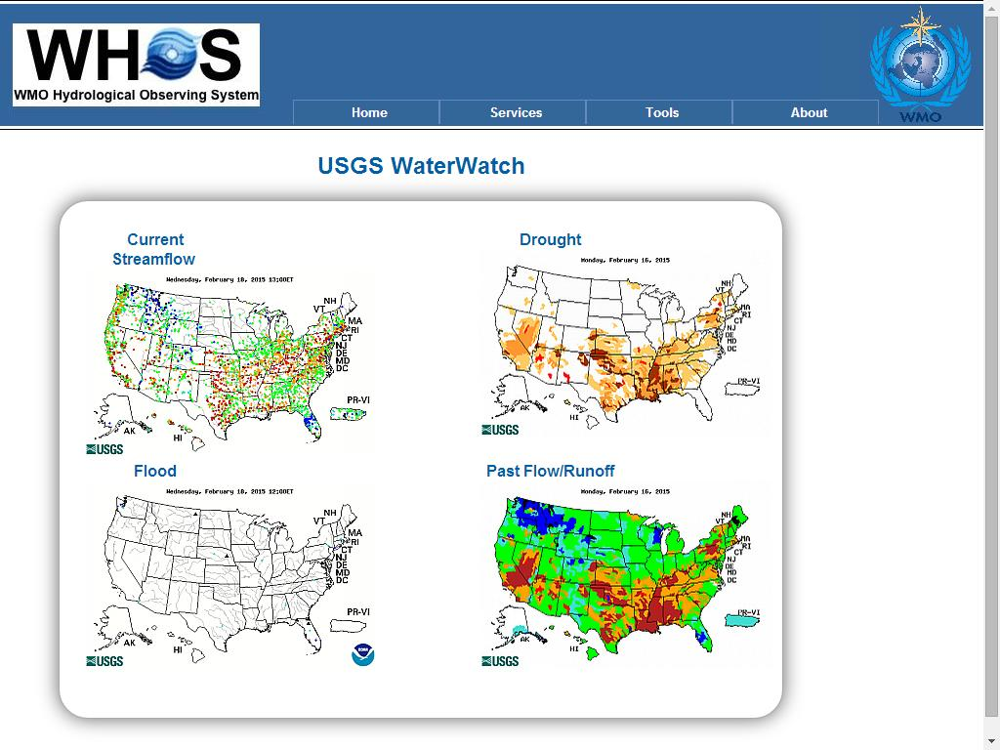 WHOS
WMO Hydrological Observing System
WMO
Home
Services
Tools
About
USGS WaterWatch
Current
Streamflow
Wednesday, February 18, 2015 13:00ET
NH
VT
MA
RI
CT
NJ
DE
MD
DC
PR-VI
AK
HI
USGS
Drought
Monday, February 16, 2015
NH
VT
MA
RI
CT
NJ
DE
MD
DC
PR-VI
AK
HI
USGS
Flood
Wednesday, February 18, 2015 12:00ET
NH
VT
MA
RI
CT
NJ
DE
MD
DC
PR-VI
AK
HI
USGS
Past Flow/Runoff
Monday, February 16, 2015
NH
VT
MA
RI
CT
NJ
DE
MD
DC
PR-VI
AK
HI
USGS